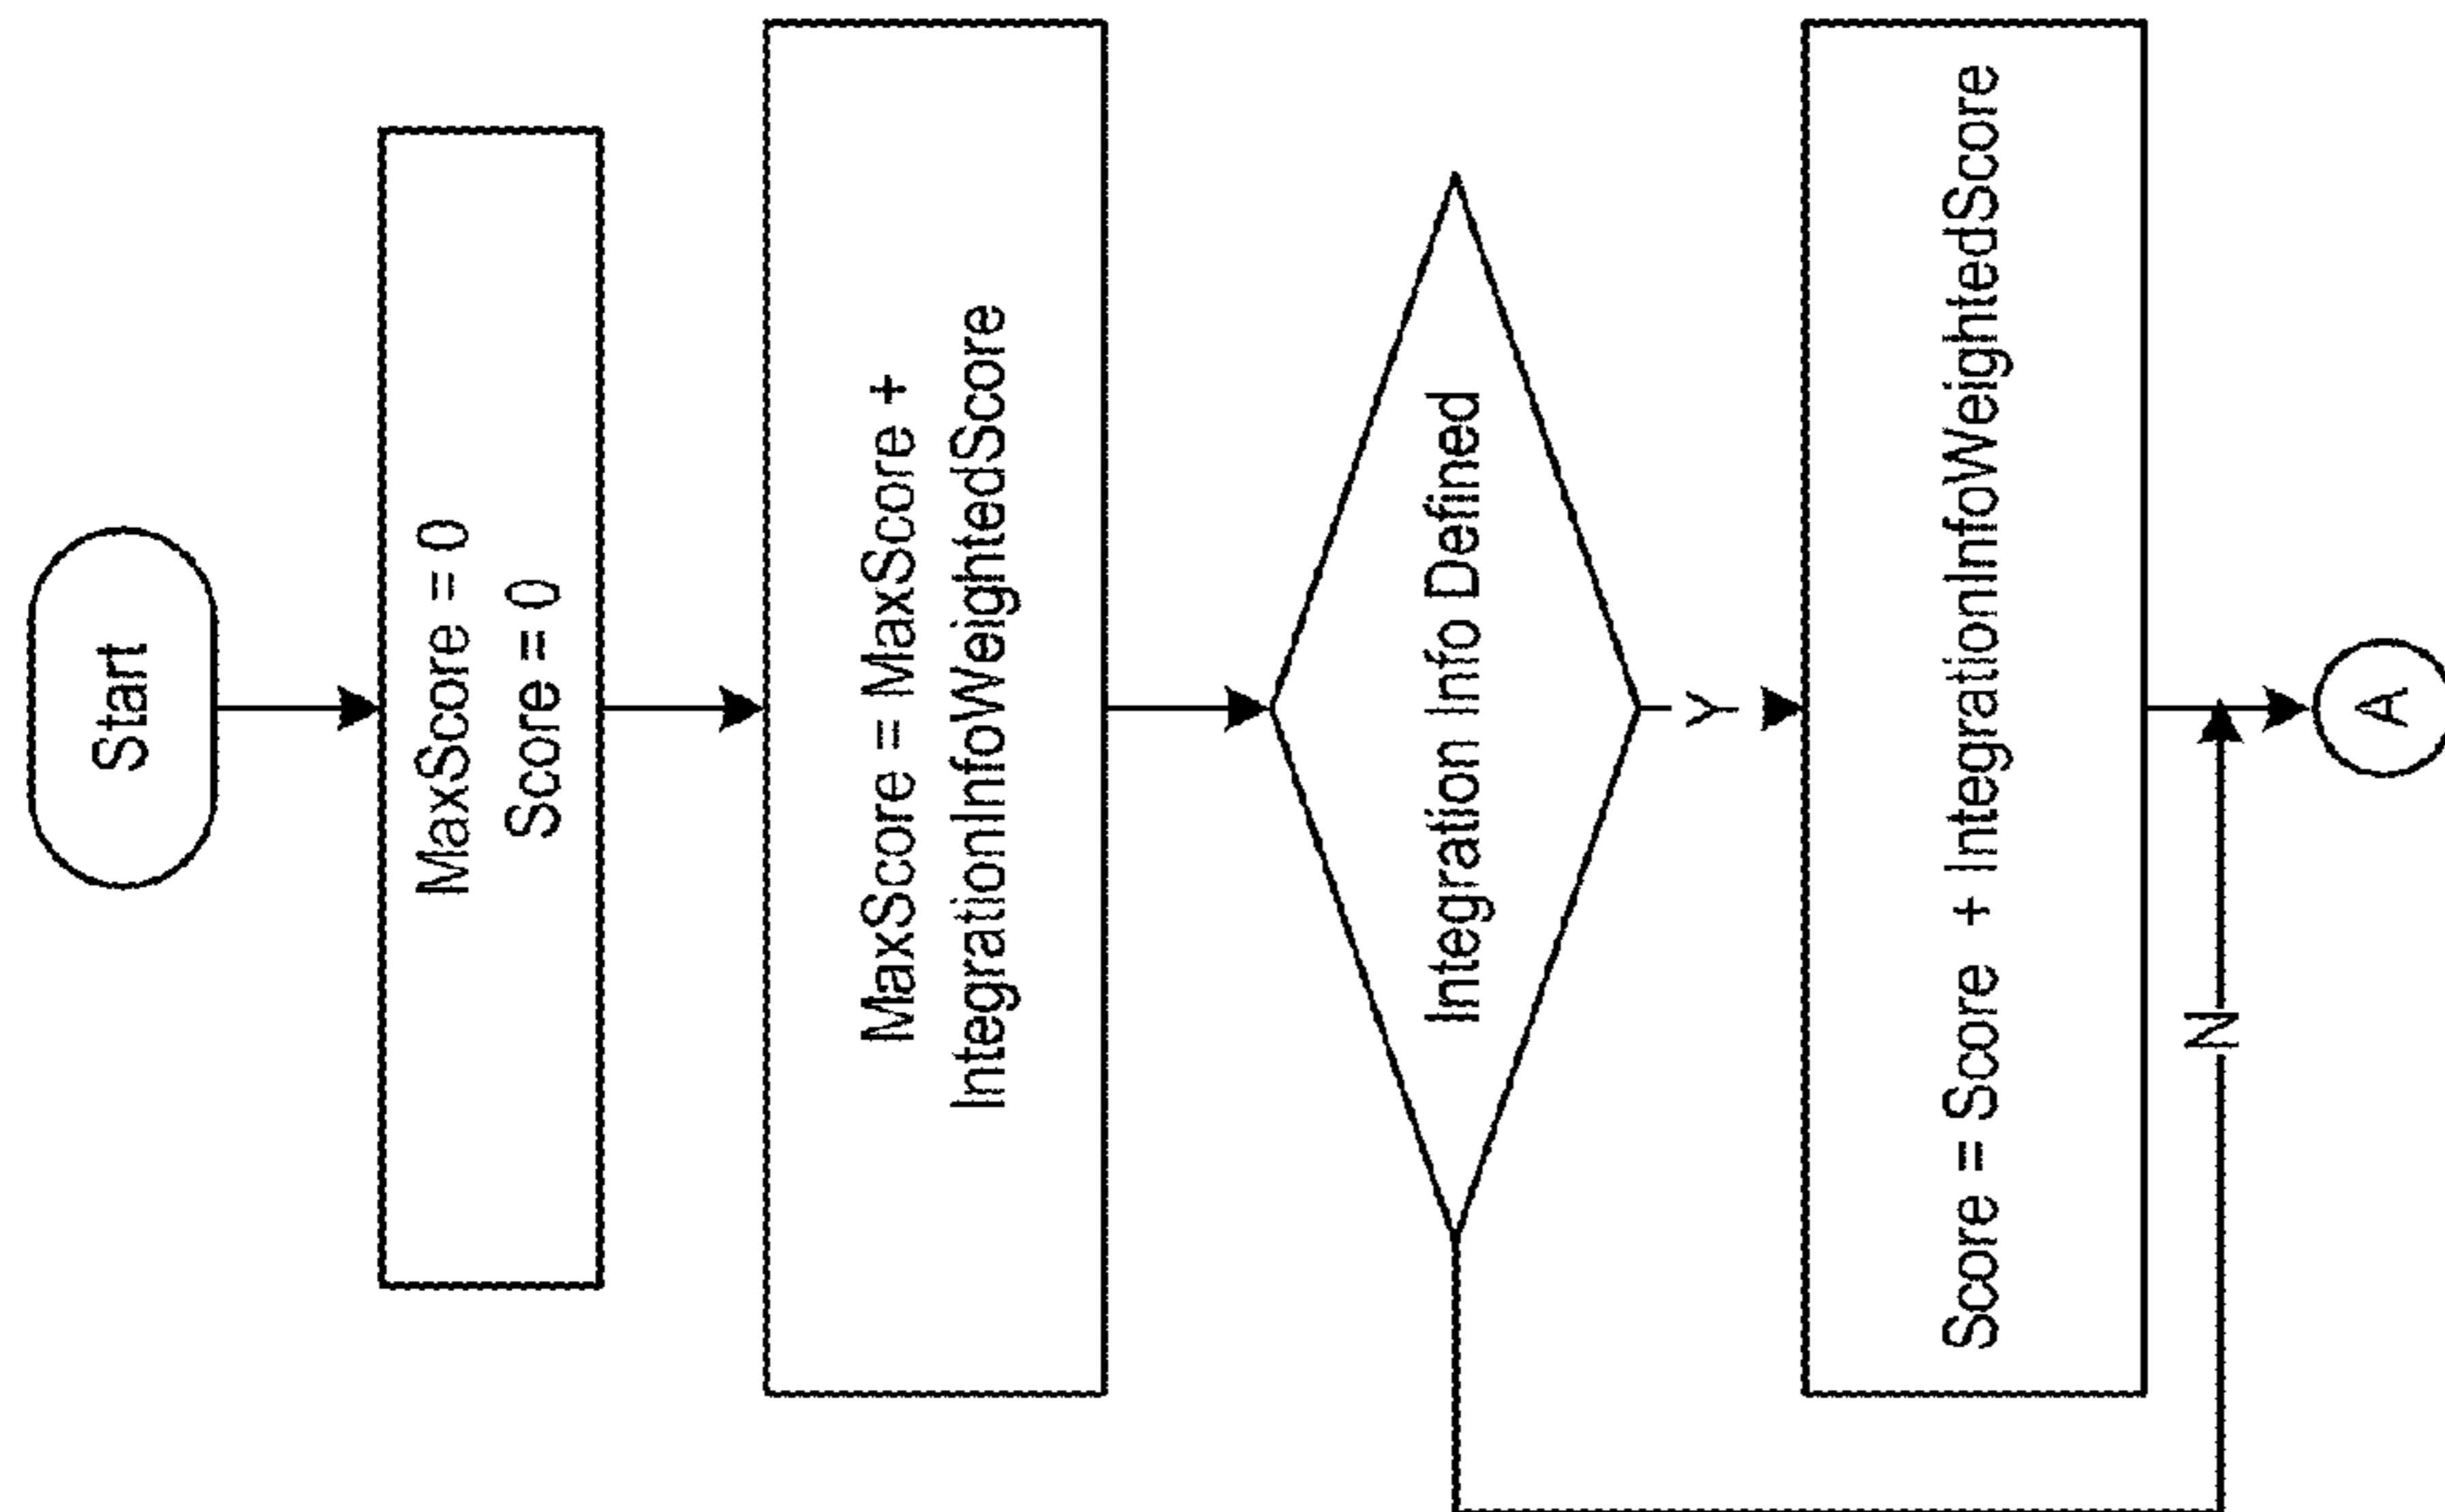 Start
MaxScore = 0
Score = 0
MaxScore = MaxScore +
IntegrationInfoWeightedScore
Integration Info Defined
Y
Score = Score + IntegrationInfoWeightedScore
N
A